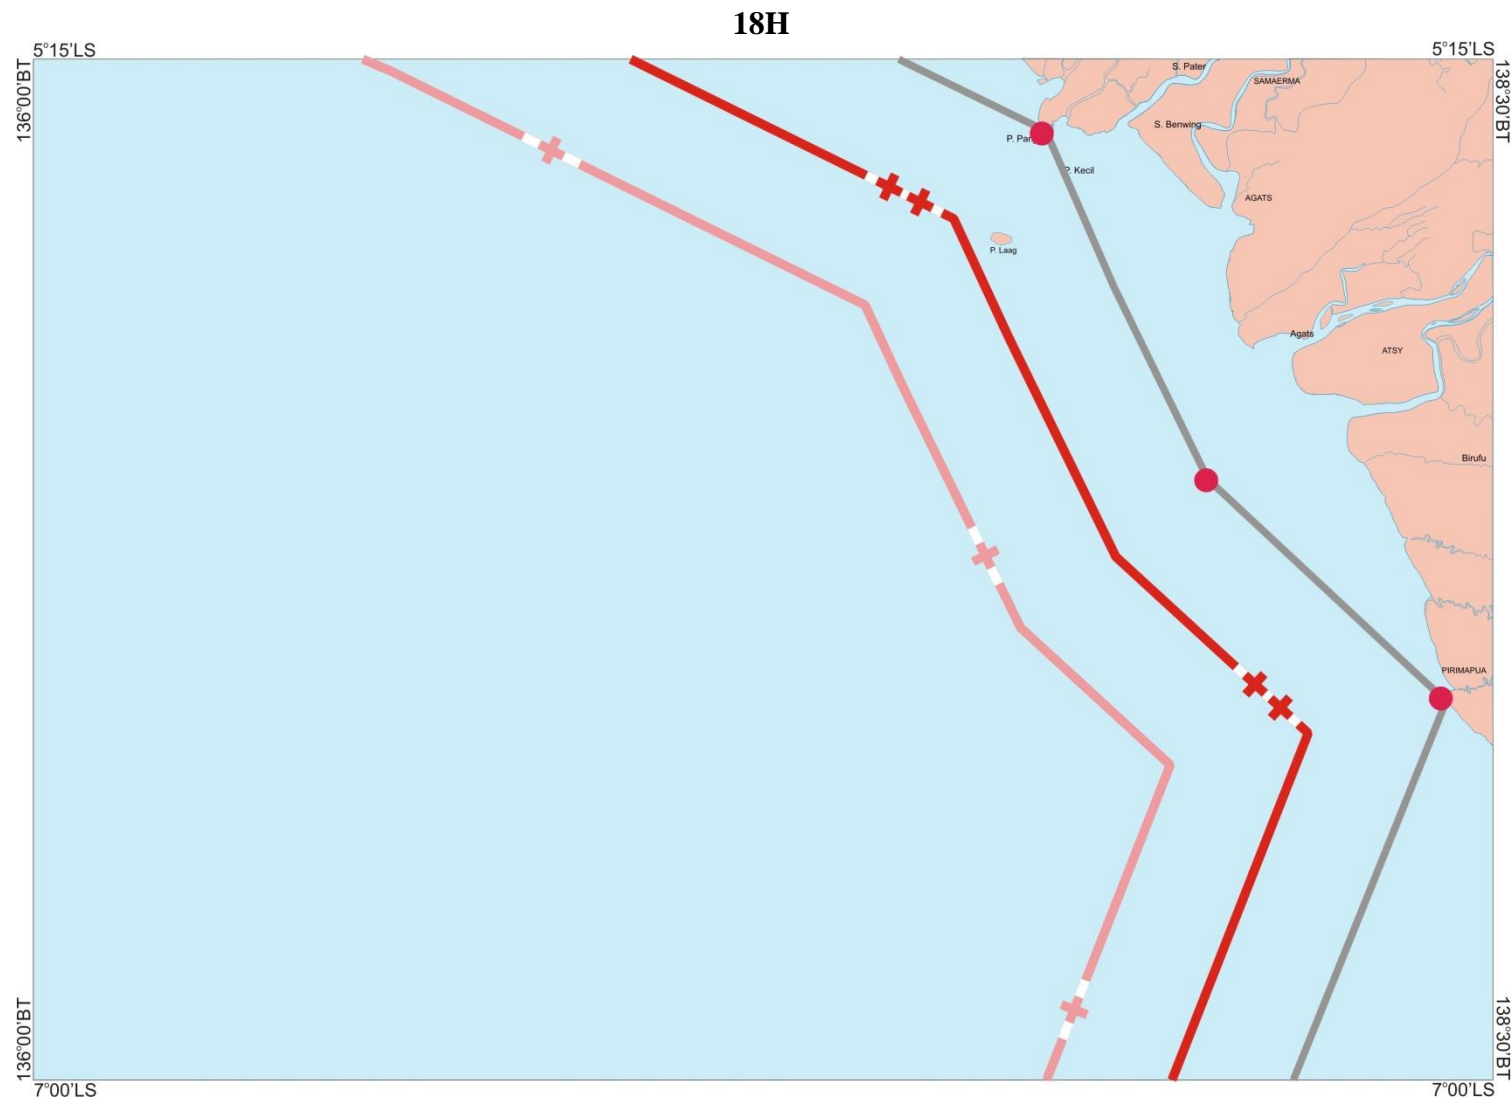 18H
5°15'LS
5°15'LS
136°00'BT
138°30'BT
S. Pater
SAMAERMA
S. Benwing
P. Kecil
AGATS
P. Laag
Agats
ATSY
Birufu
PIRIMAPUA
136°00'BT
138°30'BT
7°00'LS
7°00'LS